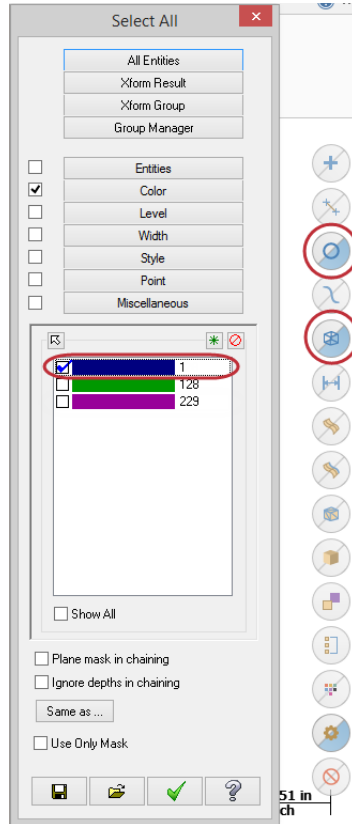 Select All
All Entities
Xform Result
Xform Group
Group Manager
Entities
Color
Level
Width
Style
Point
Miscellaneous
1
128
229
Show All
Plane mask in chaining
Ignore depths in chaining
Same as ...
Use Only Mask
51 in
ch